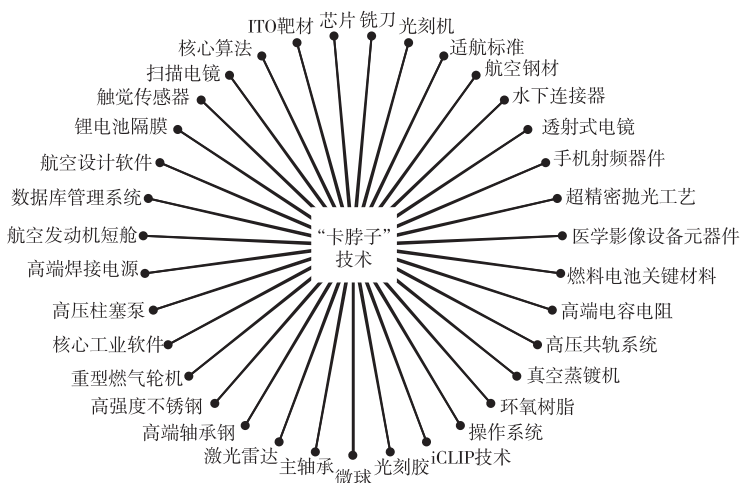 “卡脖子”
技术
芯片
铣刀
光刻机
适航标准
航空钢材
水下连接器
透射式电镜
手机射频器件
超精密抛光工艺
医学影像设备元器件
燃料电池关键材料
高端电容电阻
高压共轨系统
真空蒸镀机
环氧树脂
操作系统
iCLIP技术
光刻胶
微球
主轴承
激光雷达
高端轴承钢
高强度不锈钢
重型燃气轮机
核心工业软件
高压柱塞泵
高端焊接电源
航空发动机短舱
数据库管理系统
航空设计软件
锂电池隔膜
触觉传感器
扫描电镜
核心算法
ITO靶材